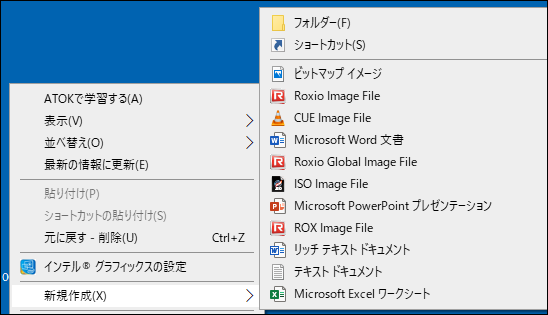 ATOKで学習する(A)
表示(V)
並べ替え(O)
最新の情報に更新(E)
貼り付け(P)
ショートカットの貼り付け(S)
元に戻す - 削除(U) Ctrl+Z
インテル® グラフィックスの設定
新規作成(X)
フォルダー(F)
ショートカット(S)
ビットマップ イメージ
Roxio Image File
CUE Image File
Microsoft Word 文書
Roxio Global Image File
ISO Image File
Microsoft PowerPoint プレゼンテーション
ROX Image File
リッチ テキスト ドキュメント
テキスト ドキュメント
Microsoft Excel ワークシート